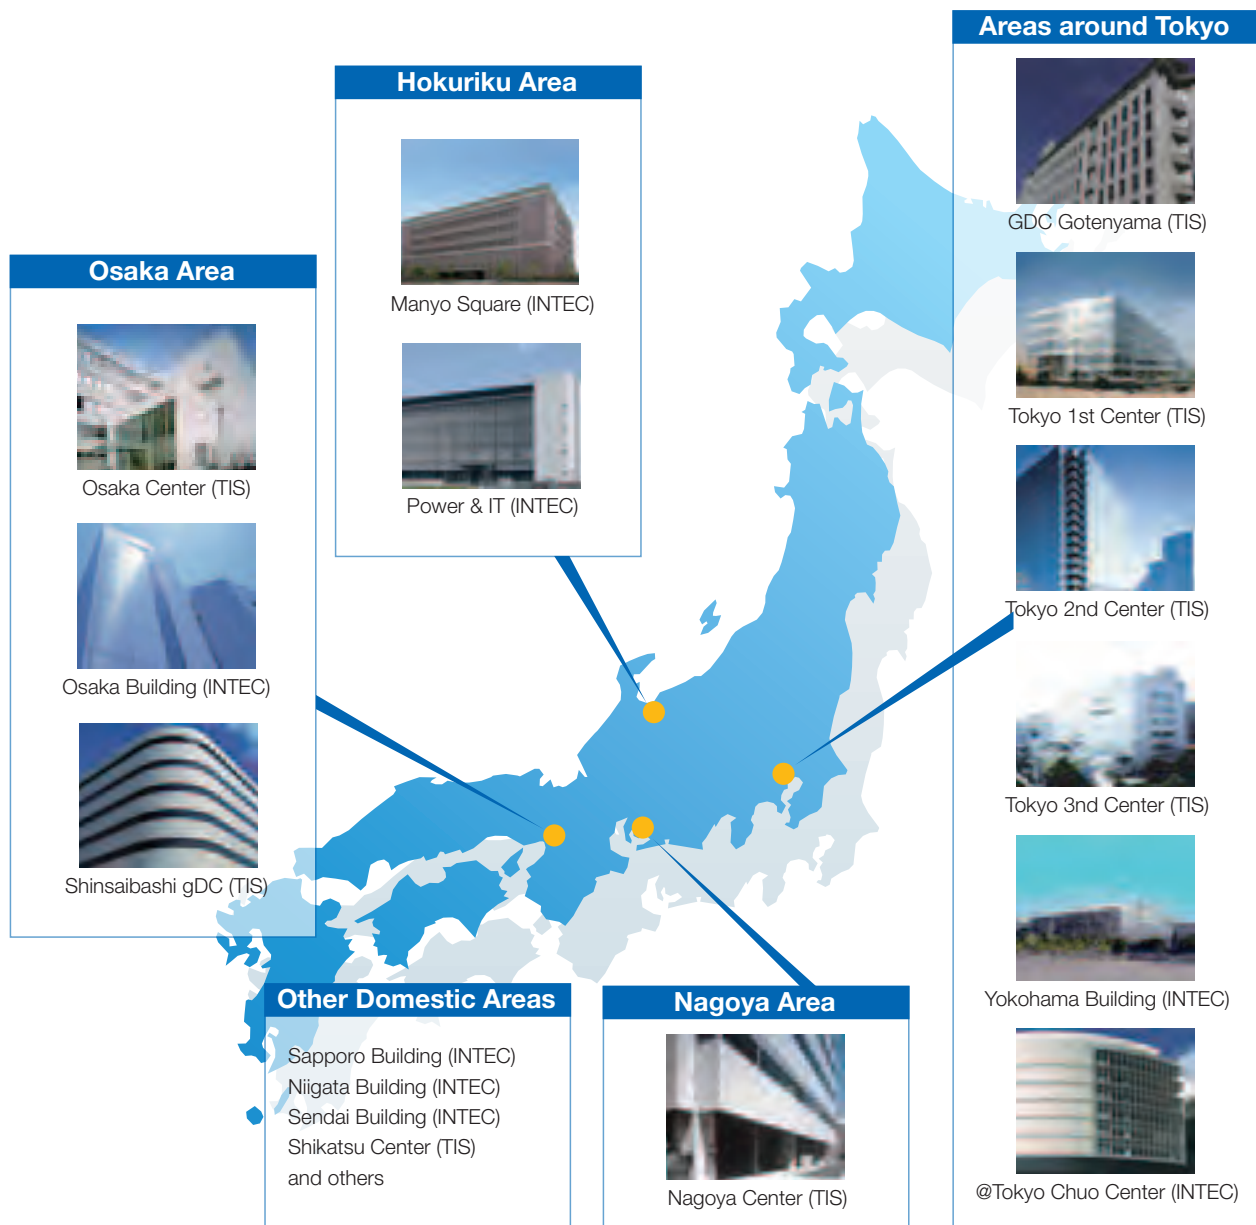 Areas around Tokyo
GDC Gotenyama (TIS)
Tokyo 1st Center (TIS)
Tokyo 2nd Center (TIS)
Tokyo 3nd Center (TIS)
Yokohama Building (INTEC)
@Tokyo Chuo Center (INTEC)
Hokuriku Area
Manyo Square (INTEC)
Power & IT (INTEC)
Osaka Area
Osaka Center (TIS)
Osaka Building (INTEC)
Shinsaibashi gDC (TIS)
Other Domestic Areas
Sapporo Building (INTEC)
Niigata Building (INTEC)
Sendai Building (INTEC)
Shikatsu Center (TIS)
and others
Nagoya Area
Nagoya Center (TIS)